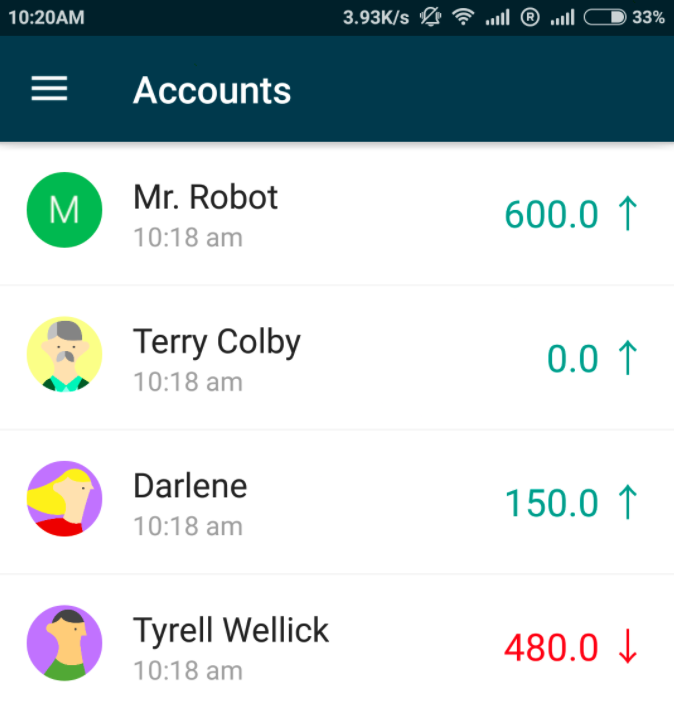 10:20AM 3.93K/s R 33%
Accounts
M
Mr. Robot
10:18 am
600.0 ↑
Terry Colby
10:18 am
0.0 ↑
Darlene
10:18 am
150.0 ↑
Tyrell Wellick
10:18 am
480.0 ↓